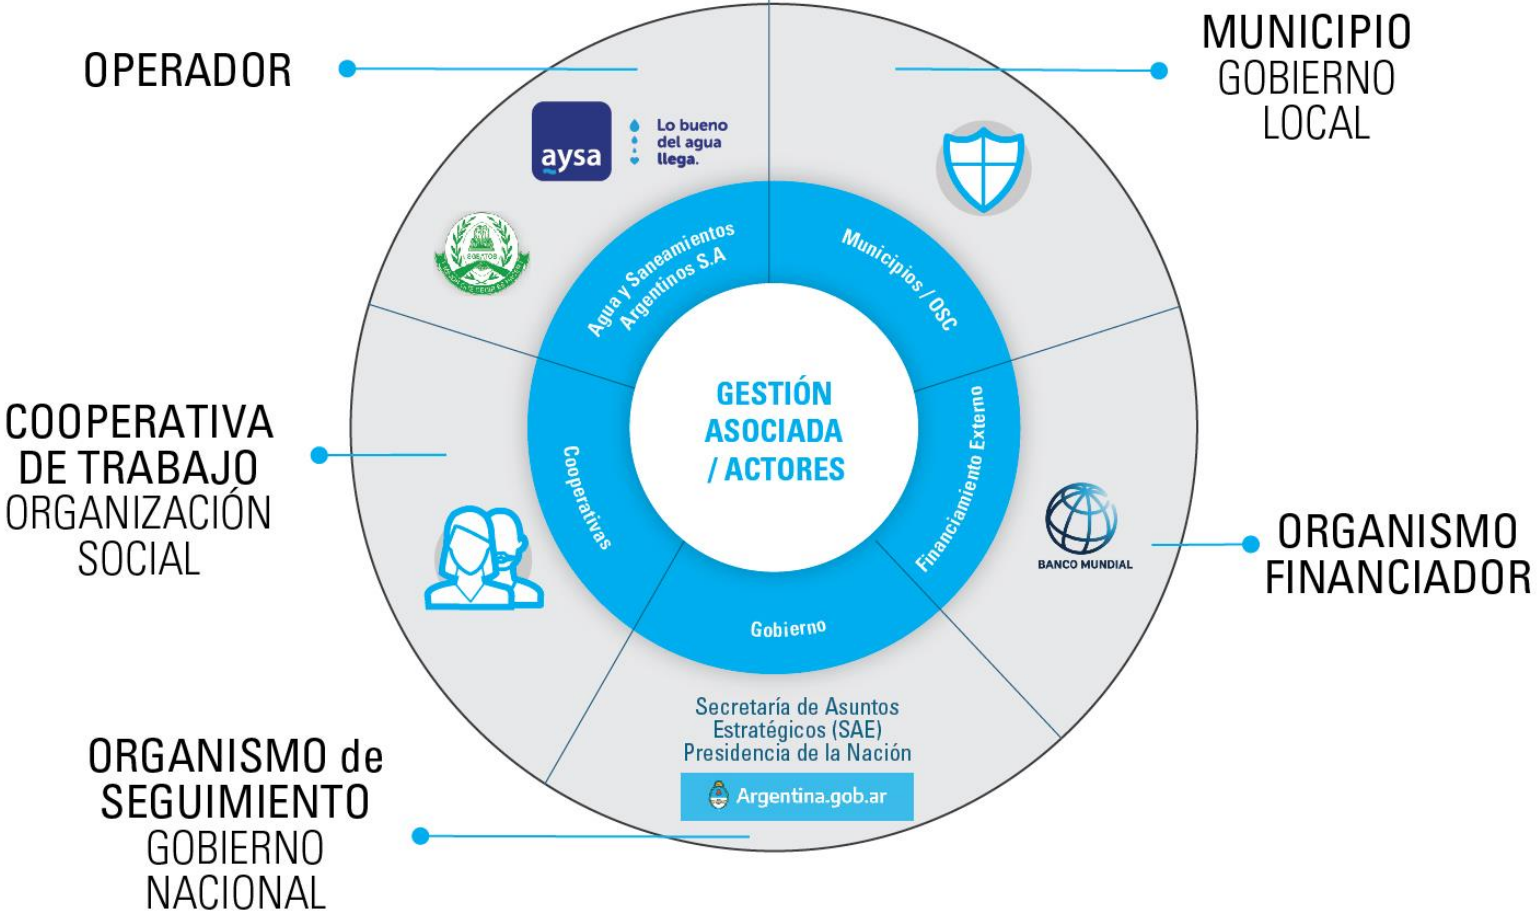 OPERADOR
MUNICIPIO
GOBIERNO
LOCAL
aysa
Lo bueno
del agua
llega.
Agua y Saneamientos
Argentinos S.A
Municipios / OSC
GESTIÓN
ASOCIADA
/ ACTORES
COOPERATIVA
DE TRABAJO
ORGANIZACIÓN
SOCIAL
Cooperativas
Financiamiento Externo
BANCO MUNDIAL
ORGANISMO
FINANCIADOR
Gobierno
Secretaría de Asuntos
Estratégicos (SAE)
Presidencia de la Nación
Argentina.gob.ar
ORGANISMO de
SEGUIMIENTO
GOBIERNO
NACIONAL